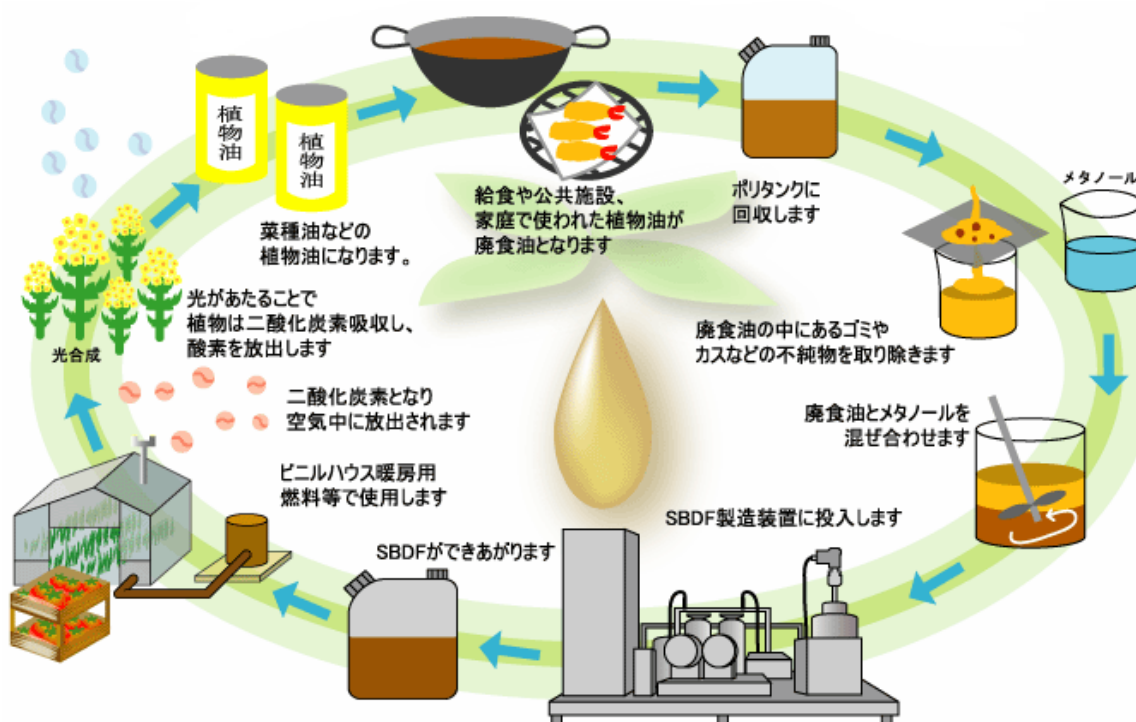 植物油
植物油
菜種油などの
植物油になります。
給食や公共施設、
家庭で使われた植物油が
廃食油となります
ポリタンクに
回収します
メタノール
廃食油の中にあるゴミや
カスなどの不純物を取り除きます
廃食油とメタノールを
混ぜ合わせます
SBDF製造装置に投入します
SBDFができあがります
ビニルハウス暖房用
燃料等で使用します
二酸化炭素となり
空気中に放出されます
光合成
光があたることで
植物は二酸化炭素吸収し、
酸素を放出します